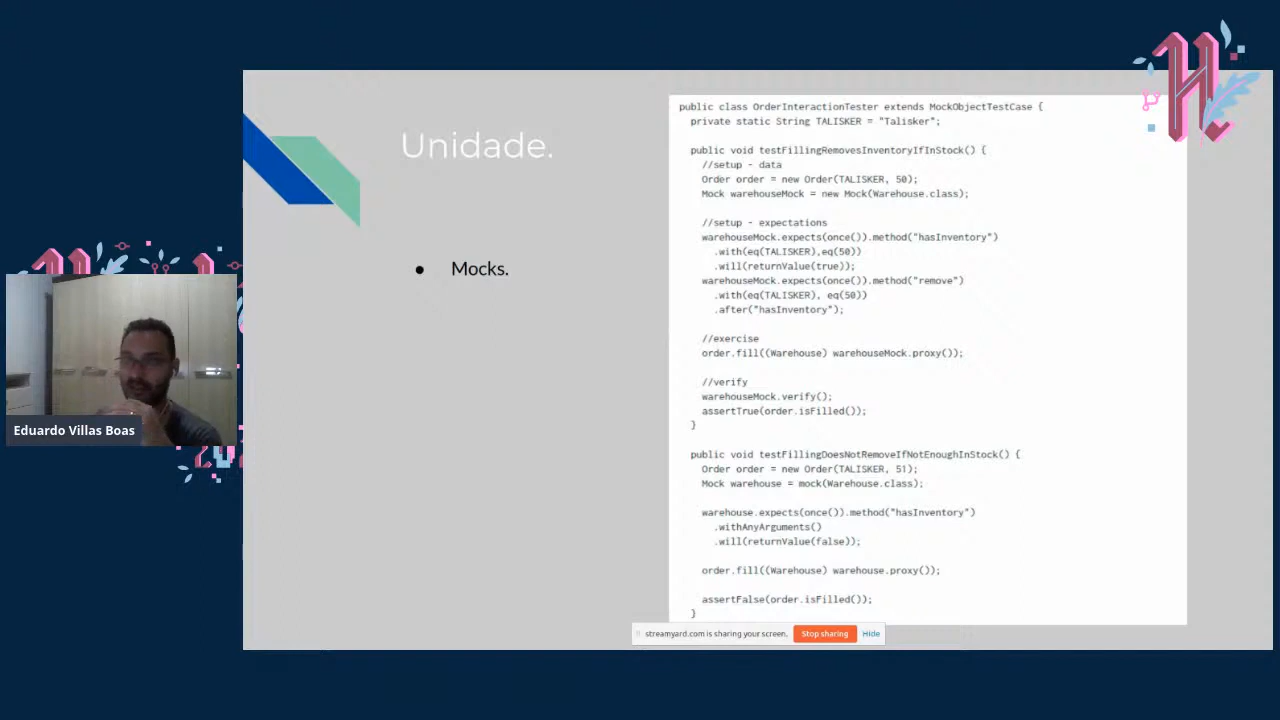 Unidade.
● Mocks.
public class OrderInteractionTester extends MockObjectTestCase {
private static String TALISKER = "Talisker";
public void testFillingRemovesInventoryIfInStock() {
//setup - data
Order order = new Order(TALISKER, 50);
Mock warehouseMock = new Mock(Warehouse.class);
//setup - expectations
warehouseMock.expects(once()).method("hasInventory")
.with(eq(TALISKER),eq(50))
.will(returnValue(true));
warehouseMock.expects(once()).method("remove")
.with(eq(TALISKER), eq(50))
.after("hasInventory");
//exercise
order.fill((Warehouse) warehouseMock.proxy());
//verify
warehouseMock.verify();
assertTrue(order.isFilled());
}
public void testFillingDoesNotRemoveIfNotEnoughInStock() {
Order order = new Order(TALISKER, 51);
Mock warehouse = mock(Warehouse.class);
warehouse.expects(once()).method("hasInventory")
.withAnyArguments()
.will(returnValue(false));
order.fill((Warehouse) warehouse.proxy());
assertFalse(order.isFilled());
}
Eduardo Villas Boas
streamyard.com is sharing your screen. Stop sharing Hide
H